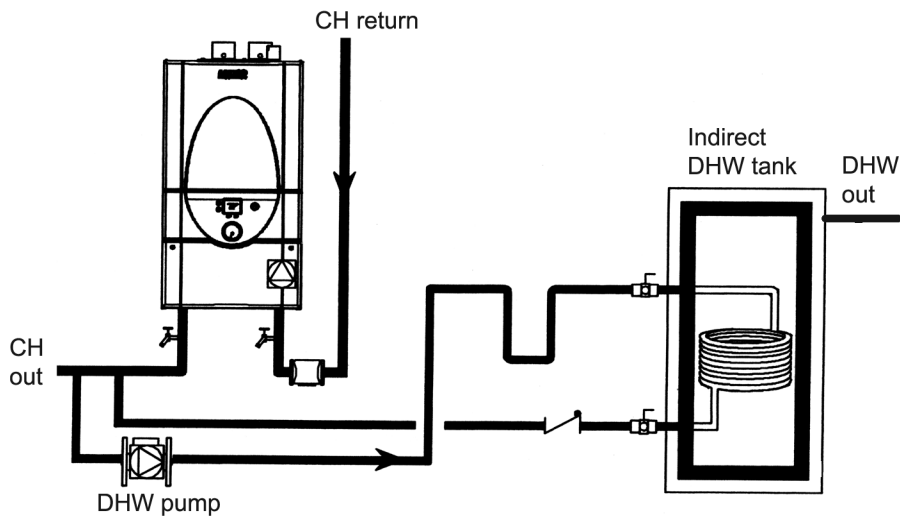 CH return
Indirect
DHW tank
DHW
out
CH
out
DHW pump